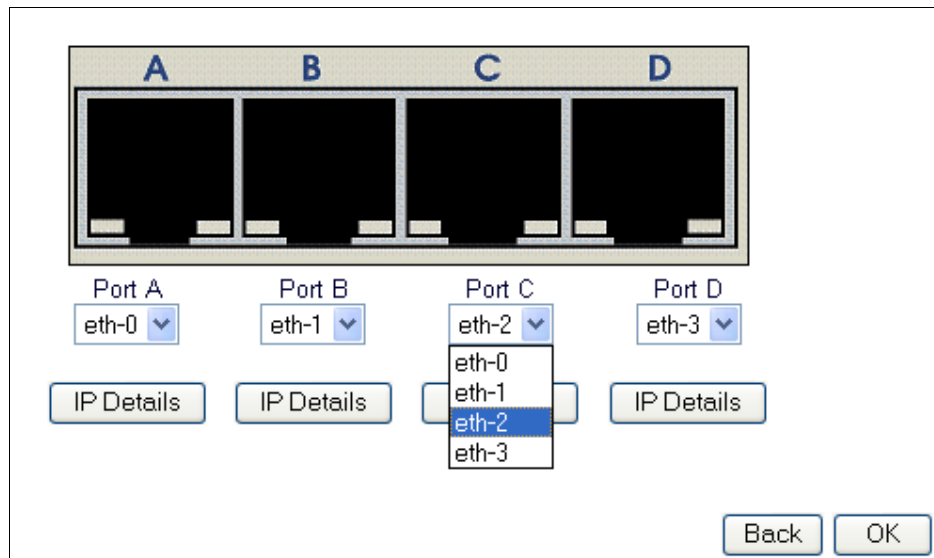 A B C D
Port A Port B Port C Port D
eth-0 eth-1 eth-2 eth-3
eth-0
eth-1
eth-2
eth-3
IP Details IP Details IP Details
Back OK